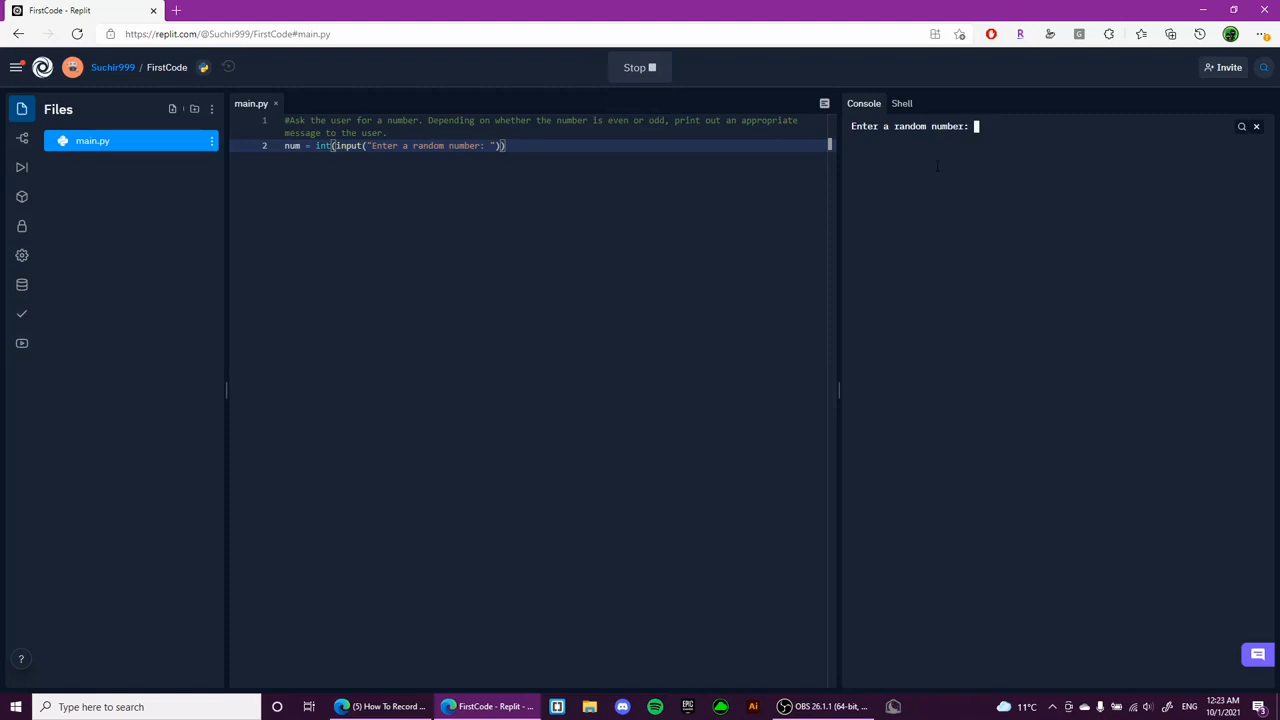 FirstCode - Replit
https://replit.com/@Suchir999/FirstCode#main.py
Suchir999 / FirstCode
Stop
Invite
Files
main.py
main.py
Console
Shell
1 #Ask the user for a number. Depending on whether the number is even or odd, print out an appropriate
message to the user.
2 num = int(input("Enter a random number: "))
Enter a random number:
?
Type here to search
(5) How To Record ...
FirstCode - Replit - ...
OBS 26.1.1 (64-bit, ...
11°C
ENG
12:23 AM
10/1/2021